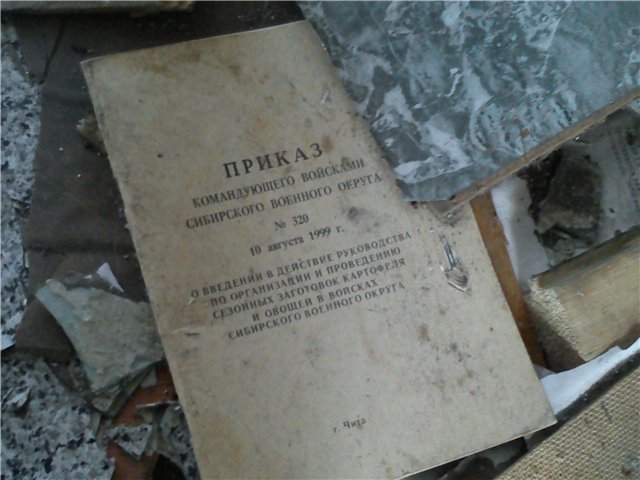 ПРИКАЗ
КОМАНДУЮЩЕГО ВОЙСКАМИ
СИБИРСКОГО ВОЕННОГО ОКРУГА
№ 320
10 августа 1999 г.
О ВВЕДЕНИИ В ДЕЙСТВИЕ РУКОВОДСТВА
ПО ОРГАНИЗАЦИИ И ПРОВЕДЕНИЮ
СЕЗОННЫХ ЗАГОТОВОК КАРТОФЕЛЯ
И ОВОЩЕЙ В ВОЙСКАХ
СИБИРСКОГО ВОЕННОГО ОКРУГА
г. Чита